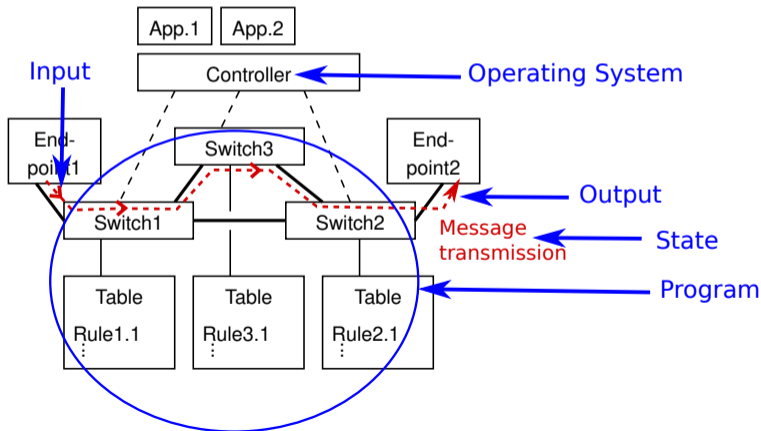 App.1 App.2
Input
Controller
Operating System
End-
point1
Switch3
End-
point2
Output
Switch1
Switch2
Message
transmission
State
Program
Table
Rule1.1
⋮
Table
Rule3.1
⋮
Table
Rule2.1
⋮